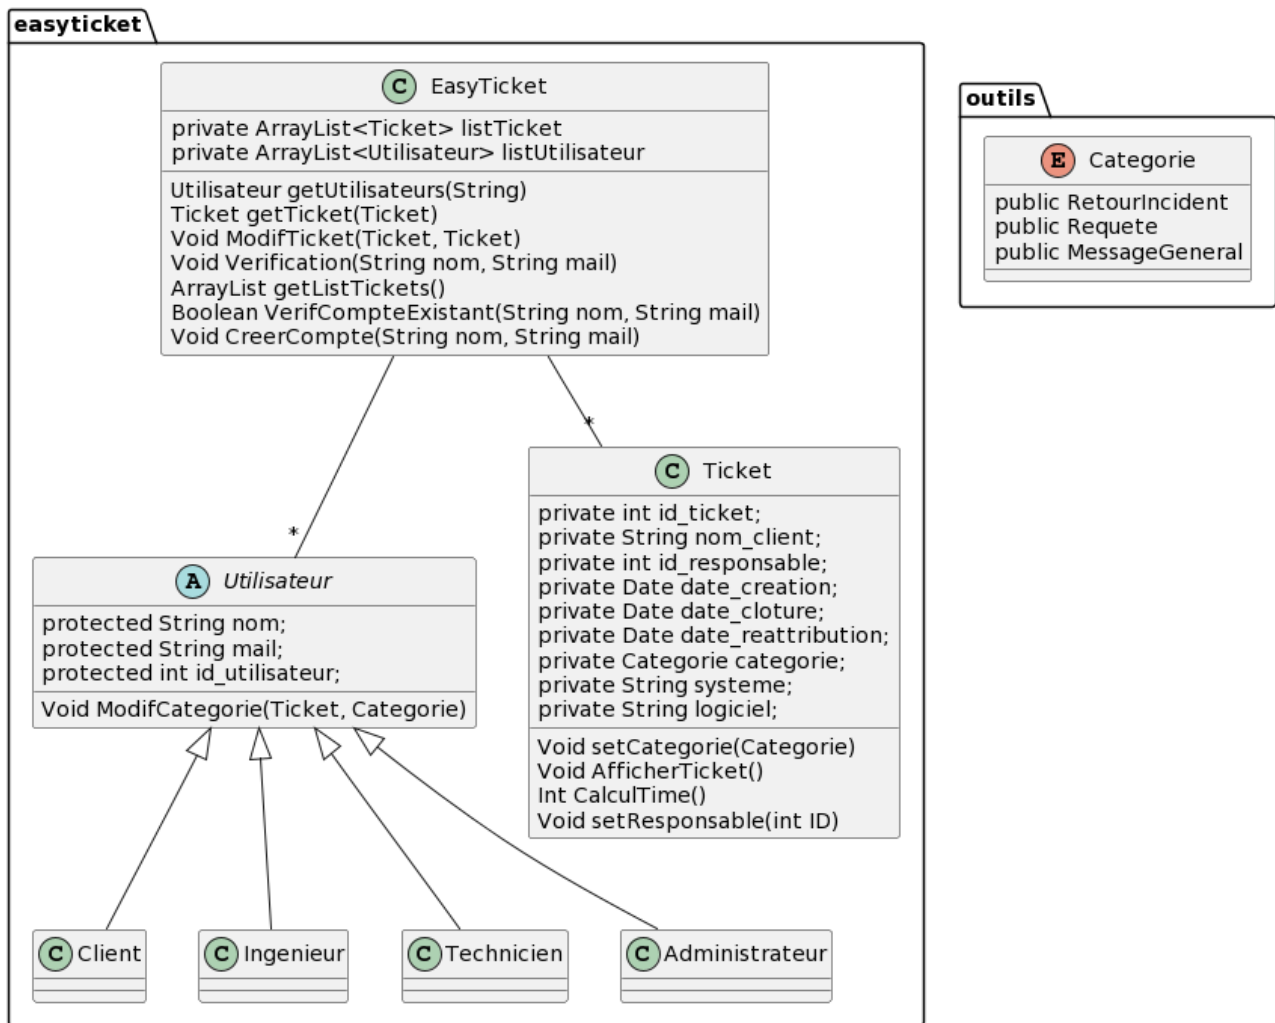 easyticket
C EasyTicket
private ArrayList<Ticket> listTicket
private ArrayList<Utilisateur> listUtilisateur
Utilisateur getUtilisateurs(String)
Ticket getTicket(Ticket)
Void ModifTicket(Ticket, Ticket)
Void Verification(String nom, String mail)
ArrayList getListTickets()
Boolean VerifCompteExistant(String nom, String mail)
Void CreerCompte(String nom, String mail)
outils
E Categorie
public RetourIncident
public Requete
public MessageGeneral
*
*
C Ticket
private int id_ticket;
private String nom_client;
private int id_responsable;
private Date date_creation;
private Date date_cloture;
private Date date_reattribution;
private Categorie categorie;
private String systeme;
private String logiciel;
Void setCategorie(Categorie)
Void AfficherTicket()
Int CalculTime()
Void setResponsable(int ID)
A Utilisateur
protected String nom;
protected String mail;
protected int id_utilisateur;
Void ModifCategorie(Ticket, Categorie)
C Client
C Ingenieur
C Technicien
C Administrateur